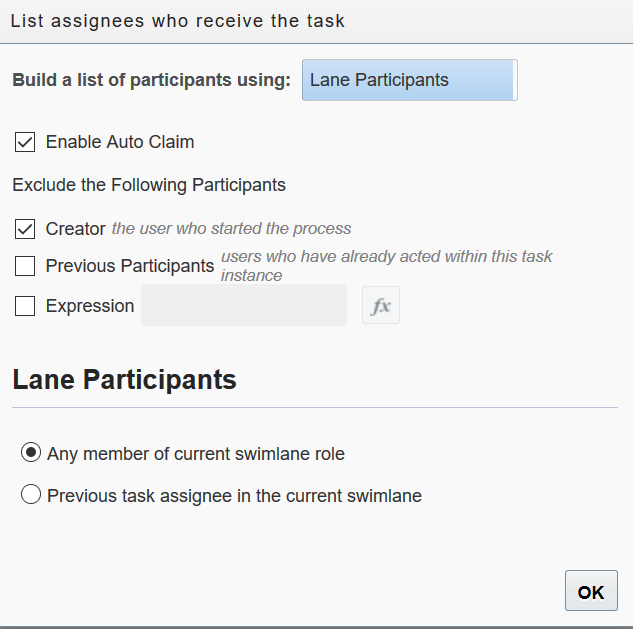 List assignees who receive the task
Build a list of participants using: Lane Participants
Enable Auto Claim
Exclude the Following Participants
Creator the user who started the process
Previous Participants users who have already acted within this task
instance
Expression fx
Lane Participants
Any member of current swimlane role
Previous task assignee in the current swimlane
OK